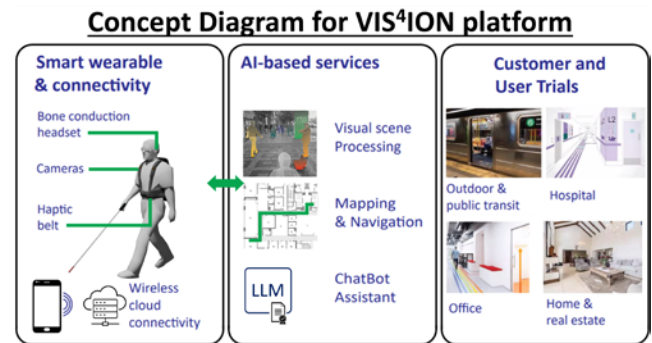 Concept Diagram for VIS⁴ION platform
Smart wearable
& connectivity
Bone conduction
headset
Cameras
Haptic
belt
Wireless
cloud
connectivity
AI-based services
Visual scene
Processing
Mapping
& Navigation
LLM
ChatBot
Assistant
Customer and
User Trials
Outdoor &
public transit
L2
Hospital
Office
Home &
real estate